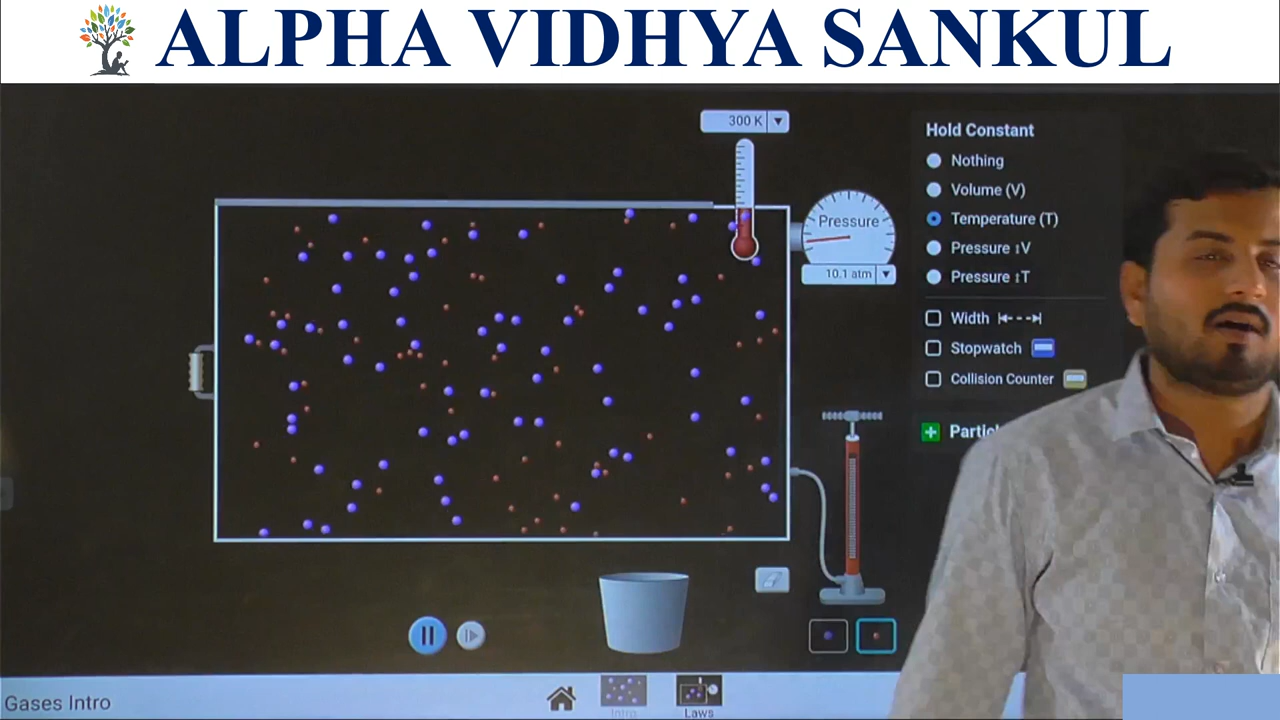 ALPHA VIDHYA SANKUL
300 K
Pressure
10.1 atm
Hold Constant
Nothing
Volume (V)
Temperature (T)
Pressure ↕V
Pressure ↕T
Width
Stopwatch
Collision Counter
Gases Intro
Intro
Laws